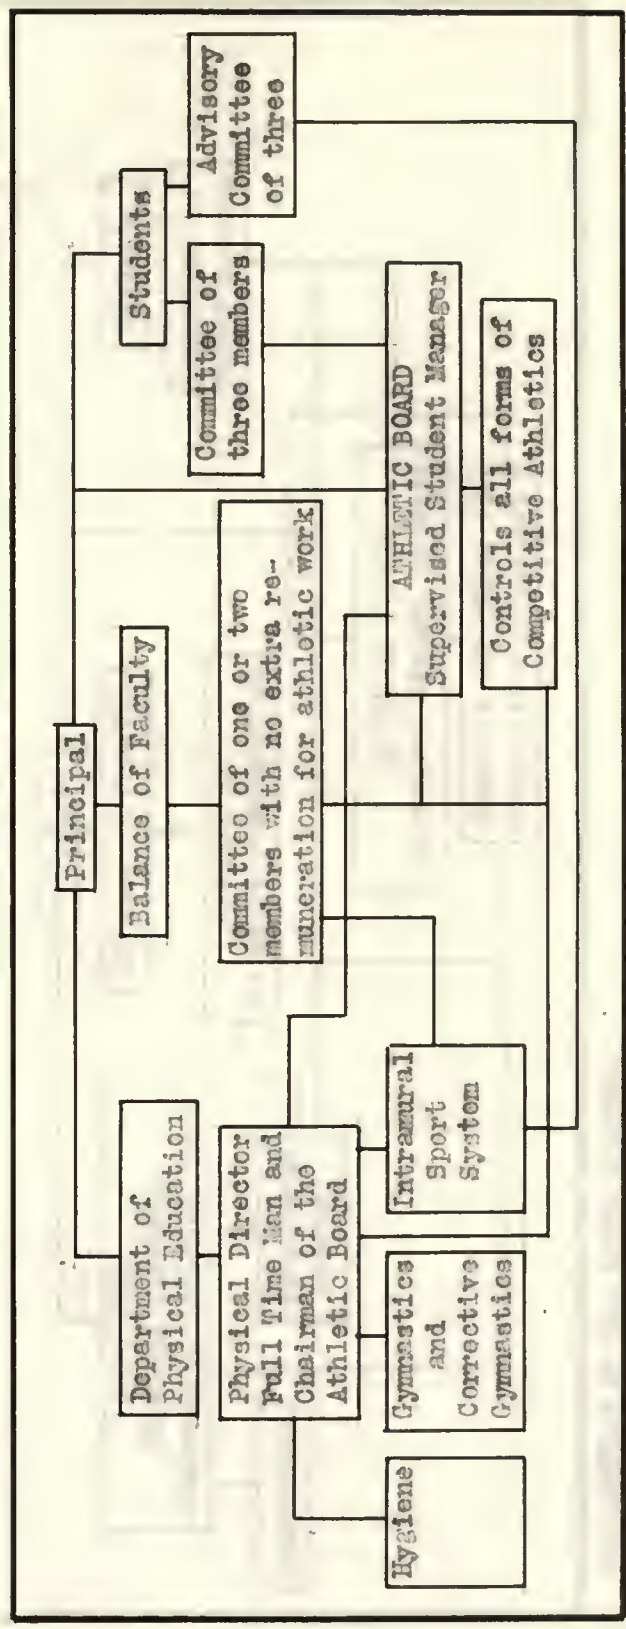 Principal
Department of
Physical Education
Balance of Faculty
Students
Physical Director
Full Time Man and
Chairman of the
Athletic Board
Committee of one or two
members with no extra re-
muneration for athletic work
Committee of
three members
Advisory
Committee
of three
Hygiene
Gymnastics
and
Corrective
Gymnastics
Intramural
Sport
System
ATHLETIC BOARD
Supervised Student Manager
Controls all forms of
Competitive Athletics